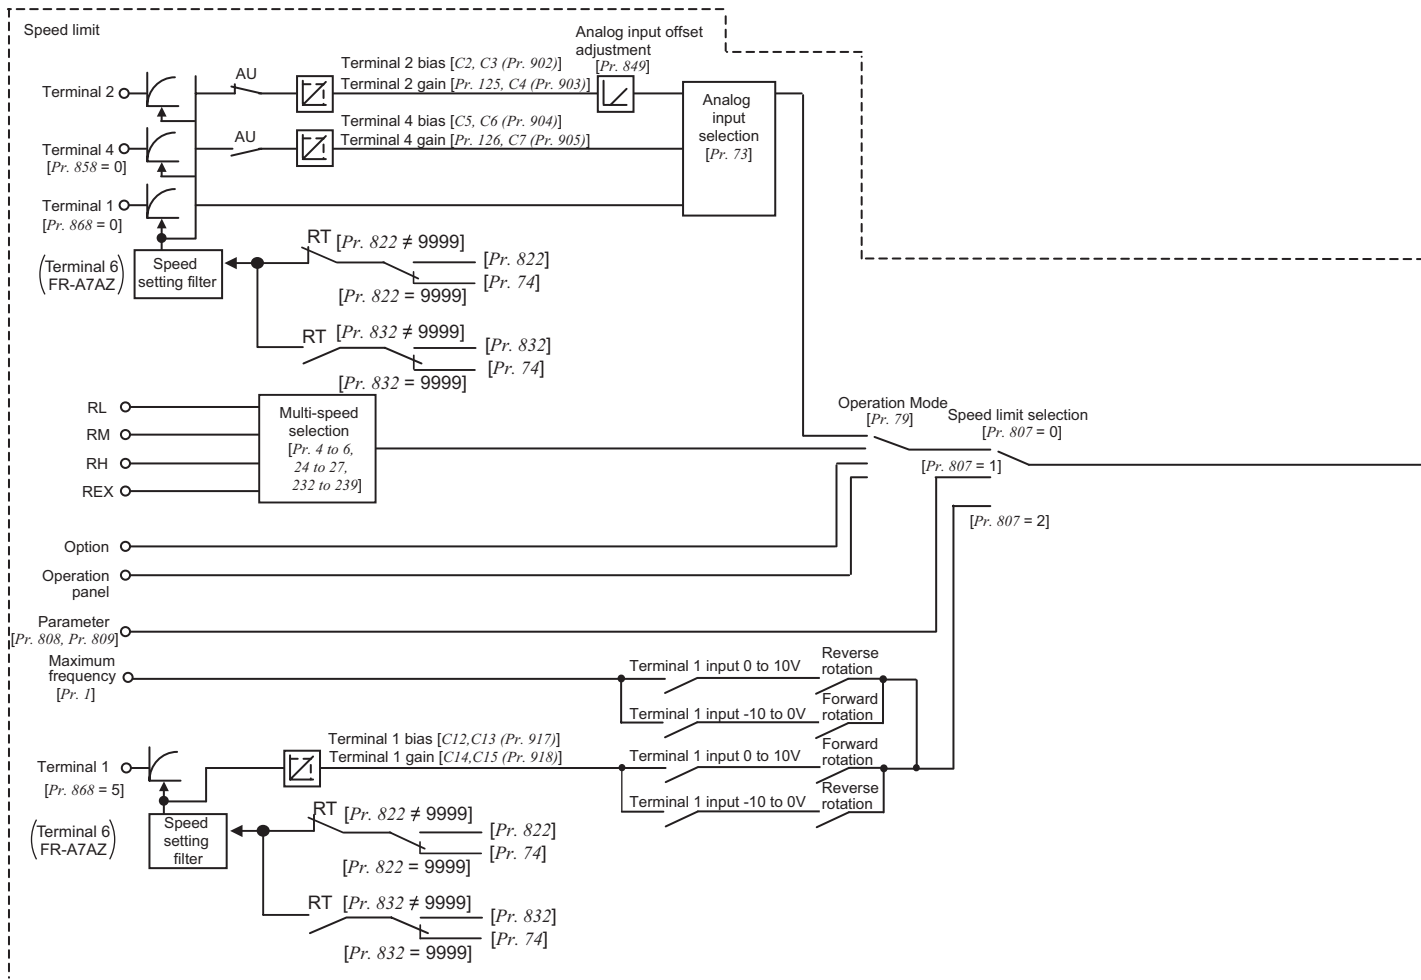 Speed limit
Analog input offset
adjustment
[Pr. 849]
Terminal 2
AU
Terminal 2 bias [C2, C3 (Pr. 902)]
Terminal 2 gain [Pr. 125, C4 (Pr. 903)]
Analog
input
selection
[Pr. 73]
Terminal 4
[Pr. 858 = 0]
AU
Terminal 4 bias [C5, C6 (Pr. 904)]
Terminal 4 gain [Pr. 126, C7 (Pr. 905)]
Terminal 1
[Pr. 868 = 0]
(Terminal 6
FR-A7AZ)
Speed
setting filter
RT [Pr. 822 ≠ 9999]
[Pr. 822]
[Pr. 74]
[Pr. 822 = 9999]
RT [Pr. 832 ≠ 9999]
[Pr. 832]
[Pr. 74]
[Pr. 832 = 9999]
RL
RM
RH
REX
Multi-speed
selection
[Pr. 4 to 6,
24 to 27,
232 to 239]
Operation Mode
[Pr. 79]
Speed limit selection
[Pr. 807 = 0]
[Pr. 807 = 1]
[Pr. 807 = 2]
Option
Operation
panel
Parameter
[Pr. 808, Pr. 809]
Maximum
frequency
[Pr. 1]
Terminal 1 input 0 to 10V
Reverse
rotation
Terminal 1 input -10 to 0V
Forward
rotation
Terminal 1
[Pr. 868 = 5]
Terminal 1 bias [C12,C13 (Pr. 917)]
Terminal 1 gain [C14,C15 (Pr. 918)]
Terminal 1 input 0 to 10V
Forward
rotation
Terminal 1 input -10 to 0V
Reverse
rotation
(Terminal 6
FR-A7AZ)
Speed
setting
filter
RT [Pr. 822 ≠ 9999]
[Pr. 822]
[Pr. 74]
[Pr. 822 = 9999]
RT [Pr. 832 ≠ 9999]
[Pr. 832]
[Pr. 74]
[Pr. 832 = 9999]